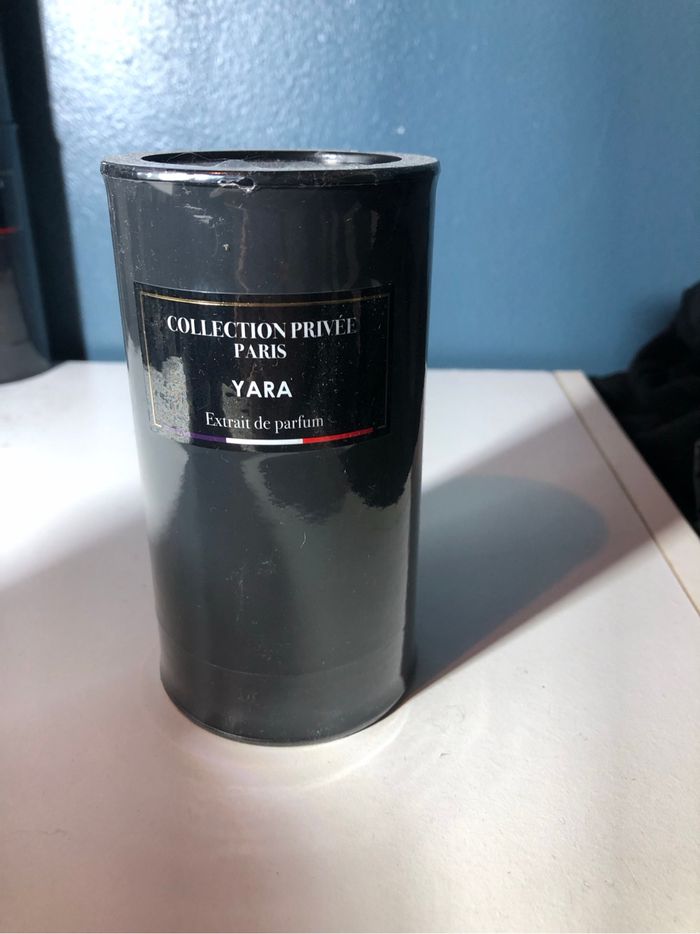 COLLECTION PRIVÉE
PARIS
YARA
Extrait de parfum